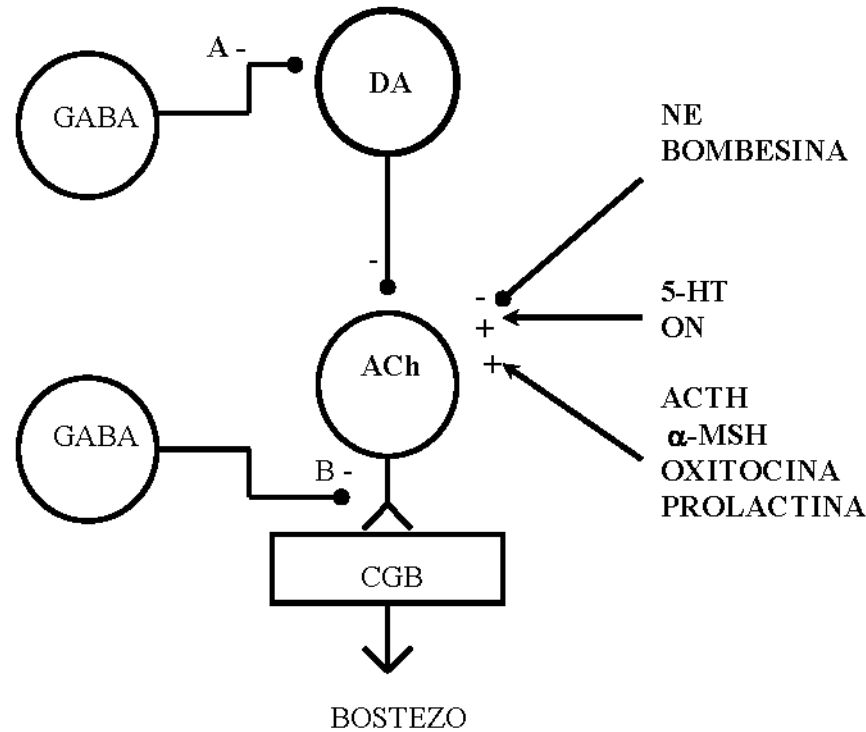 A -
GABA
DA
NE
BOMBESINA
-
-
+
+
5-HT
ON
ACh
GABA
B -
ACTH
α-MSH
OXITOCINA
PROLACTINA
CGB
BOSTEZO